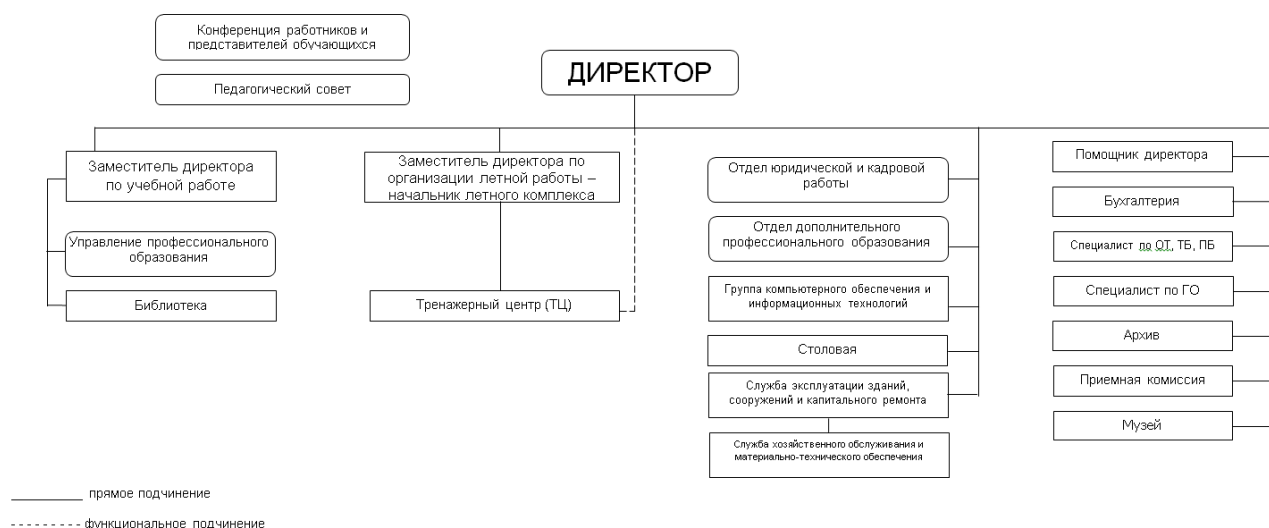 Конференция работников и
представителей обучающихся
Педагогический совет
ДИРЕКТОР
Заместитель директора
по учебной работе
Управление профессионального
образования
Библиотека
Заместитель директора по
организации летной работы –
начальник летного комплекса
Тренажерный центр (ТЦ)
Отдел юридической и кадровой
работы
Отдел дополнительного
профессионального образования
Группа компьютерного обеспечения и
информационных технологий
Столовая
Служба эксплуатации зданий,
сооружений и капитального ремонта
Служба хозяйственного обслуживания и
материально-технического обеспечения
Помощник директора
Бухгалтерия
Специалист по ОТ, ТБ, ПБ
Специалист по ГО
Архив
Приемная комиссия
Музей
прямое подчинение
функциональное подчинение